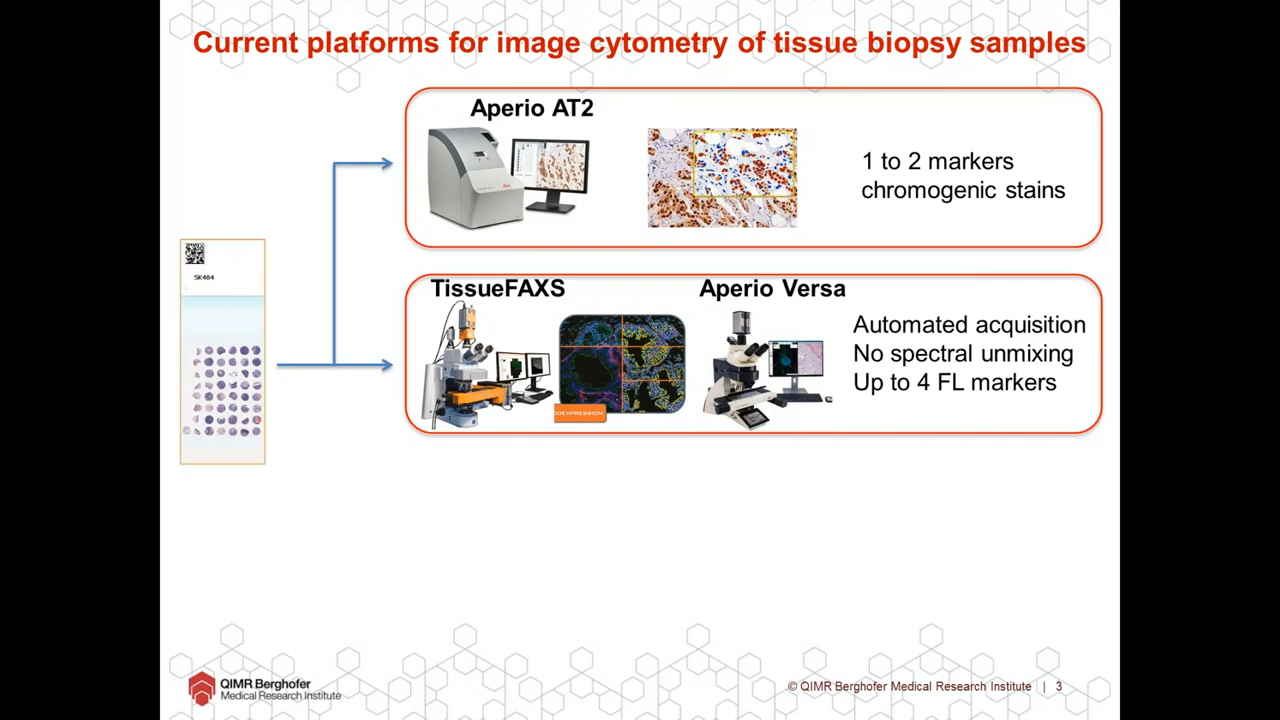 Current platforms for image cytometry of tissue biopsy samples
Aperio AT2
1 to 2 markers
chromogenic stains
SK484
TissueFAXS
Aperio Versa
Automated acquisition
No spectral unmixing
Up to 4 FL markers
COEXPRESSION
QIMR Berghofer
Medical Research Institute
© QIMR Berghofer Medical Research Institute | 3